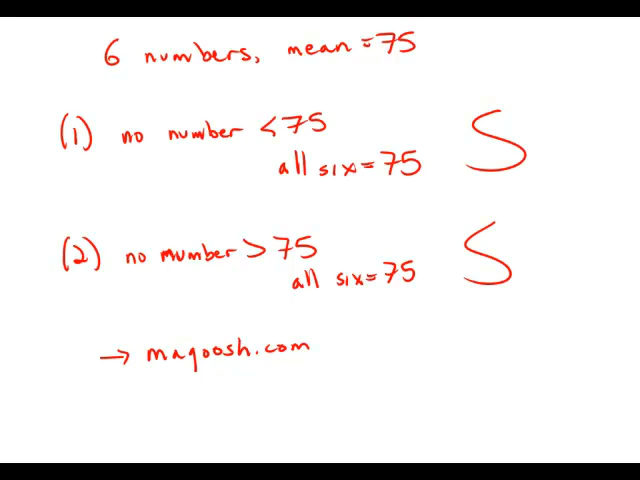 6 numbers, mean = 75
(1) no number < 75
all six = 75
S
(2) no number > 75
all six = 75
S
→ magoosh.com